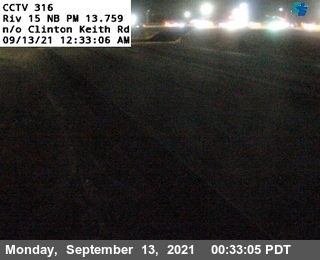 CCTV 316
Riv 15 NB PM 13.759
n/o Clinton Keith Rd
09/13/21 12:33:06 AM
Monday, September 13, 2021 00:33:05 PDT